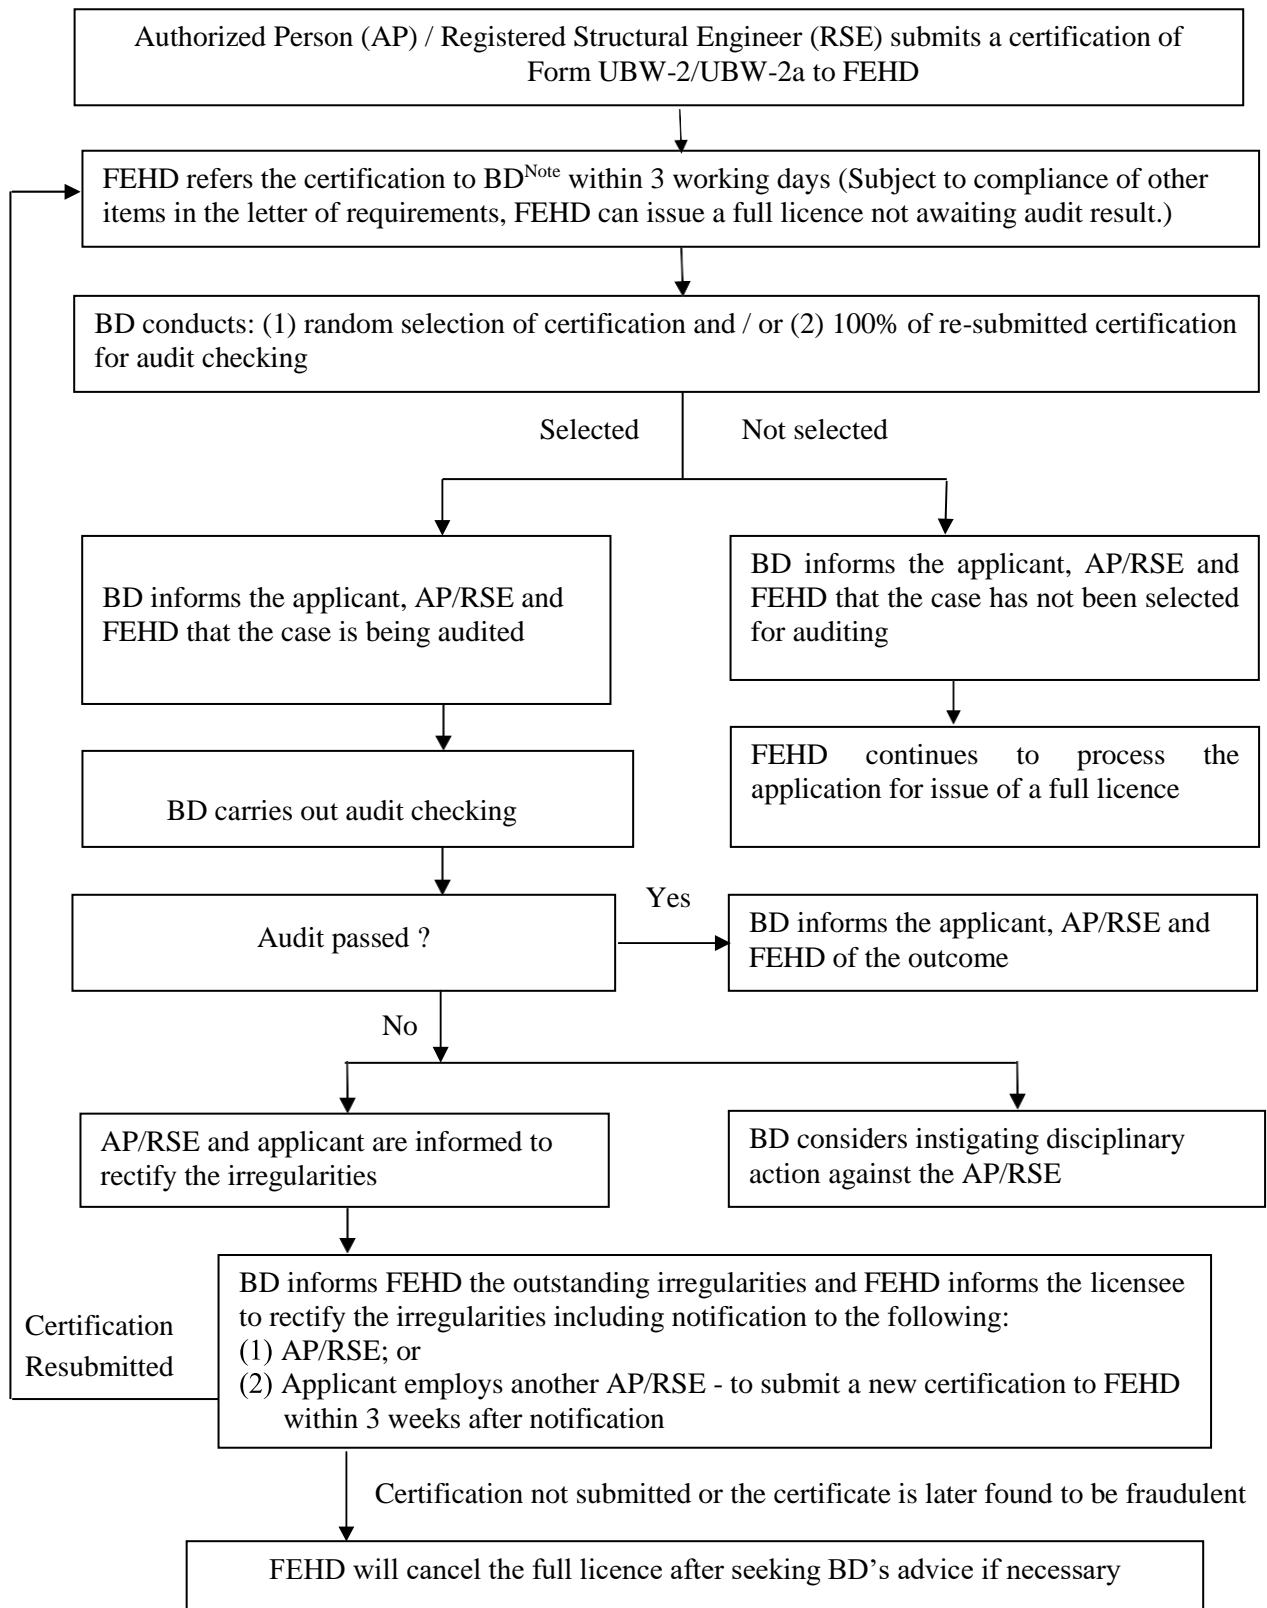 Authorized Person (AP) / Registered Structural Engineer (RSE) submits a certification of
Form UBW-2/UBW-2a to FEHD
FEHD refers the certification to BDNote within 3 working days (Subject to compliance of other
items in the letter of requirements, FEHD can issue a full licence not awaiting audit result.)
BD conducts: (1) random selection of certification and / or (2) 100% of re-submitted certification
for audit checking
Selected
Not selected
BD informs the applicant, AP/RSE and
FEHD that the case is being audited
BD informs the applicant, AP/RSE and
FEHD that the case has not been selected
for auditing
BD carries out audit checking
FEHD continues to process the
application for issue of a full licence
Audit passed ?
Yes
BD informs the applicant, AP/RSE and
FEHD of the outcome
No
AP/RSE and applicant are informed to
rectify the irregularities
BD considers instigating disciplinary
action against the AP/RSE
BD informs FEHD the outstanding irregularities and FEHD informs the licensee
to rectify the irregularities including notification to the following:
(1) AP/RSE; or
(2) Applicant employs another AP/RSE - to submit a new certification to FEHD
within 3 weeks after notification
Certification
Resubmitted
Certification not submitted or the certificate is later found to be fraudulent
FEHD will cancel the full licence after seeking BD’s advice if necessary